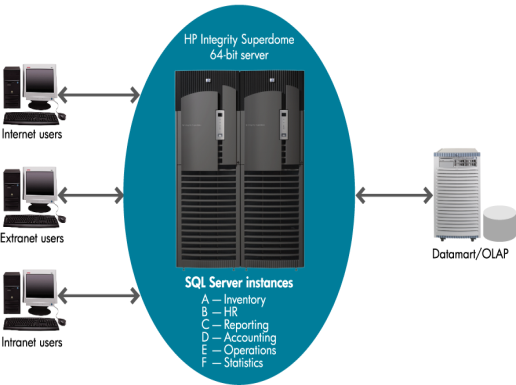 HP Integrity Superdome
64-bit server
Internet users
Extranet users
Intranet users
Datamart/OLAP
SQL Server instances
A — Inventory
B — HR
C — Reporting
D — Accounting
E — Operations
F — Statistics